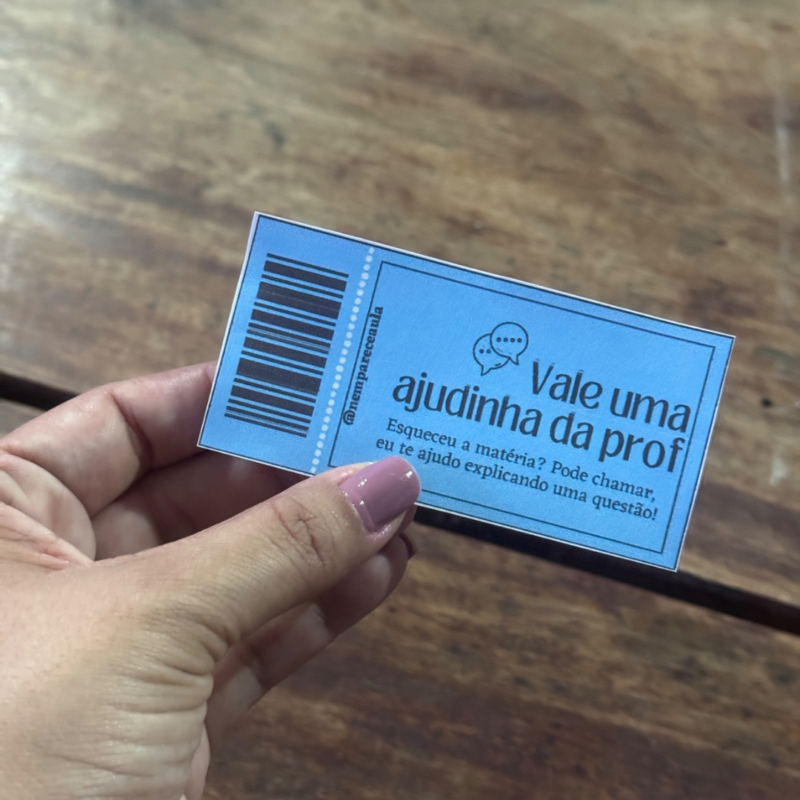 @nempareceaula
Vale uma
ajudinha da prof
Esqueceu a matéria? Pode chamar,
eu te ajudo explicando uma questão!